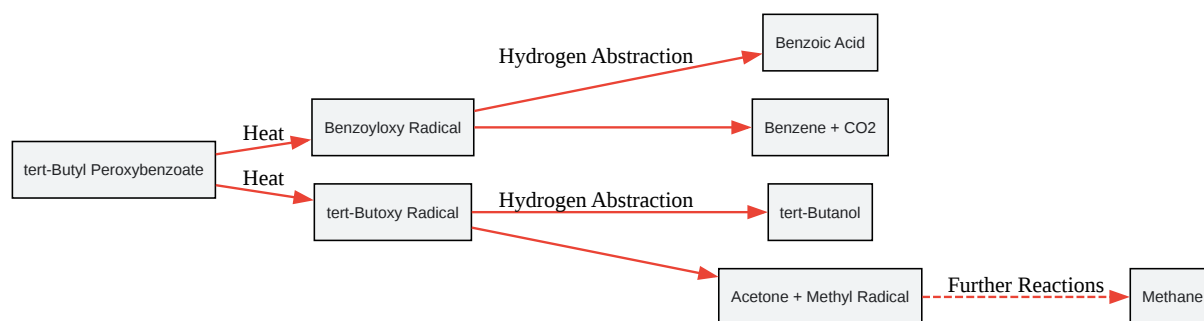 Hydrogen Abstraction
Benzoic Acid
Heat
Benzoyloxy Radical
Benzene + CO2
tert-Butyl Peroxybenzoate
Heat
tert-Butoxy Radical
Hydrogen Abstraction
tert-Butanol
Acetone + Methyl Radical
Further Reactions
Methane